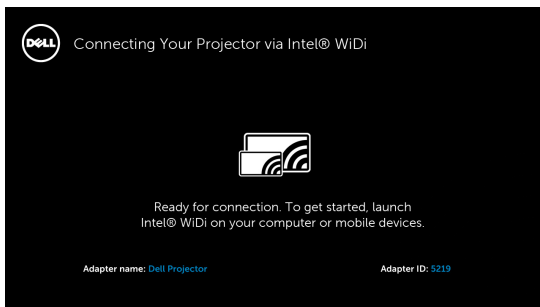 DELL
Connecting Your Projector via Intel® WiDi
Ready for connection. To get started, launch
Intel® WiDi on your computer or mobile devices.
Adapter name: Dell Projector Adapter ID: 5219